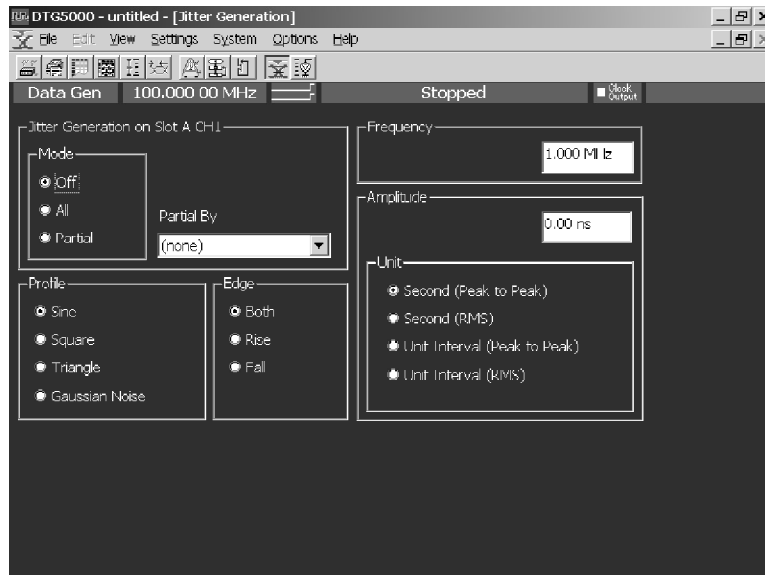 DTG5000 - untitled - [Jitter Generation]
File Edit View Settings System Options Help
Data Gen 100.000 00 MHz Stopped Clock Output
Jitter Generation on Slot A CH1
Mode
Off
All
Partial
Partial By
(none)
Profile
Sine
Square
Triangle
Gaussian Noise
Edge
Both
Rise
Fall
Frequency
1.000 MHz
Amplitude
0.00 ns
Unit
Second (Peak to Peak)
Second (RMS)
Unit Interval (Peak to Peak)
Unit Interval (RMS)